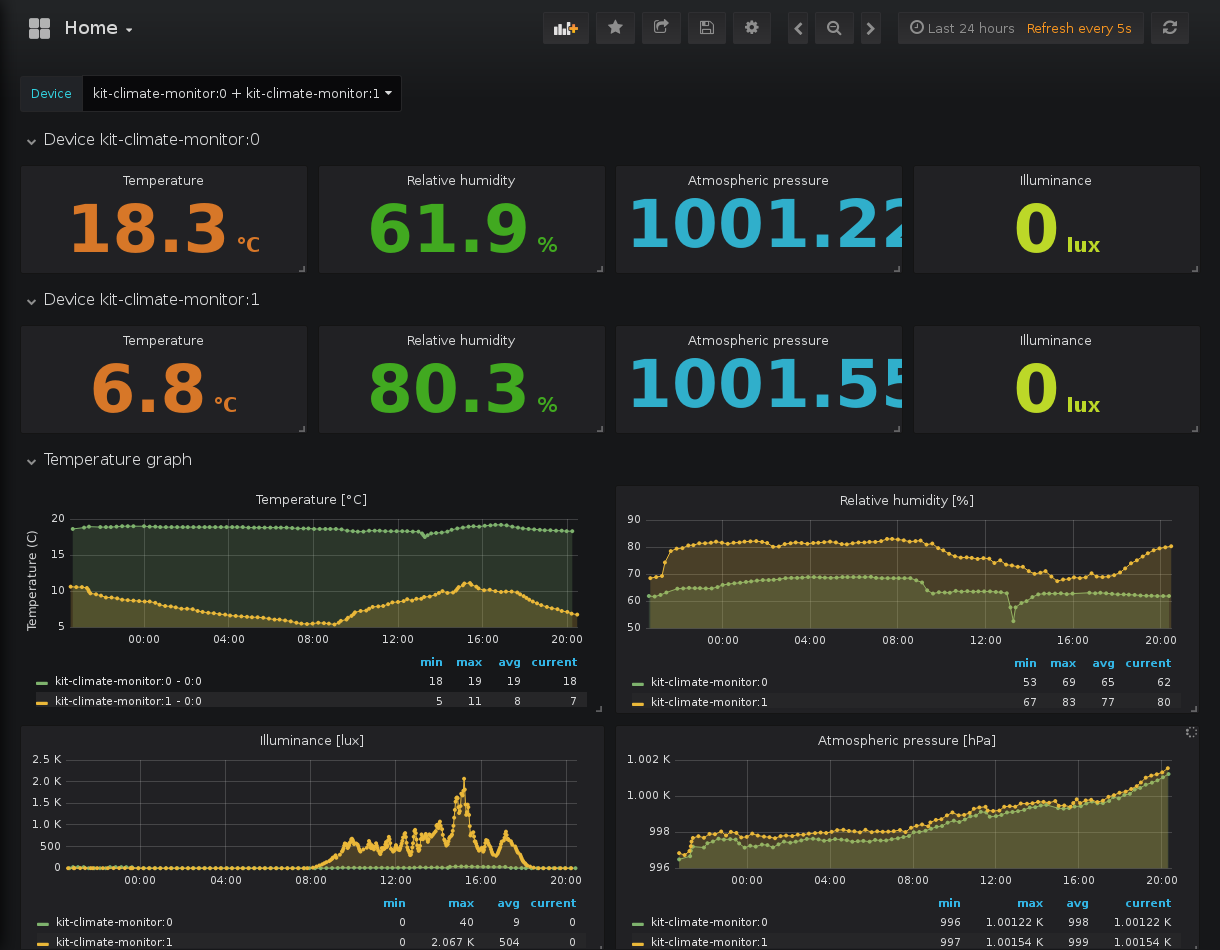 Home
Last 24 hours Refresh every 5s
Device kit-climate-monitor:0 + kit-climate-monitor:1
Device kit-climate-monitor:0
Temperature Relative humidity Atmospheric pressure Illuminance
18.3 °C 61.9 % 1001.22 0 lux
Device kit-climate-monitor:1
Temperature Relative humidity Atmospheric pressure Illuminance
6.8 °C 80.3 % 1001.55 0 lux
Temperature graph
Temperature [°C]
Temperature (C)
20
15
10
5
00:00 04:00 08:00 12:00 16:00 20:00
min max avg current
kit-climate-monitor:0 - 0:0 18 19 19 18
kit-climate-monitor:1 - 0:0 5 11 8 7
Relative humidity [%]
90
80
70
60
50
00:00 04:00 08:00 12:00 16:00 20:00
min max avg current
kit-climate-monitor:0 53 69 65 62
kit-climate-monitor:1 67 83 77 80
Illuminance [lux]
2.5 K
2.0 K
1.5 K
1.0 K
500
0
00:00 04:00 08:00 12:00 16:00 20:00
min max avg current
kit-climate-monitor:0 0 40 9 0
kit-climate-monitor:1 0 2.067 K 504 0
Atmospheric pressure [hPa]
1.002 K
1.000 K
998
996
00:00 04:00 08:00 12:00 16:00 20:00
min max avg current
kit-climate-monitor:0 996 1.00122 K 998 1.00122 K
kit-climate-monitor:1 997 1.00154 K 999 1.00154 K